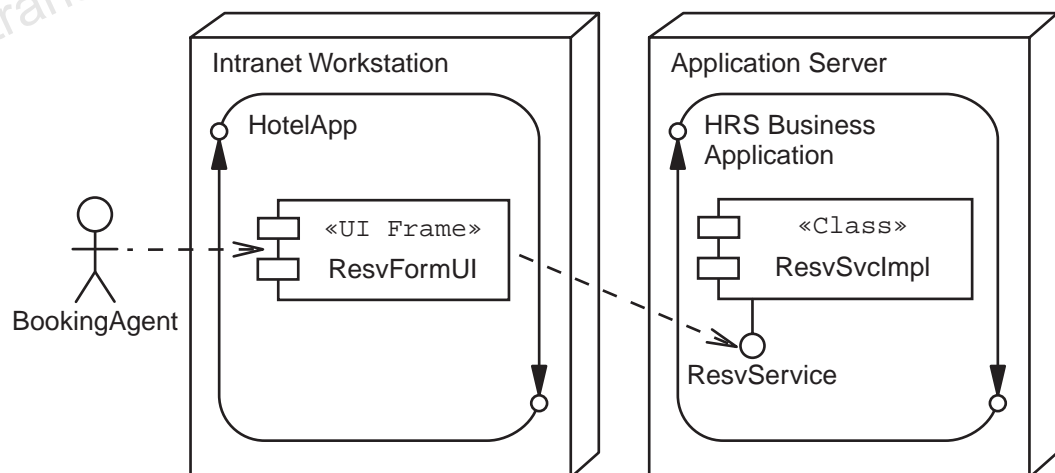 Intranet Workstation
HotelApp
«UI Frame»
ResvFormUI
BookingAgent
Application Server
HRS Business
Application
«Class»
ResvSvcImpl
ResvService